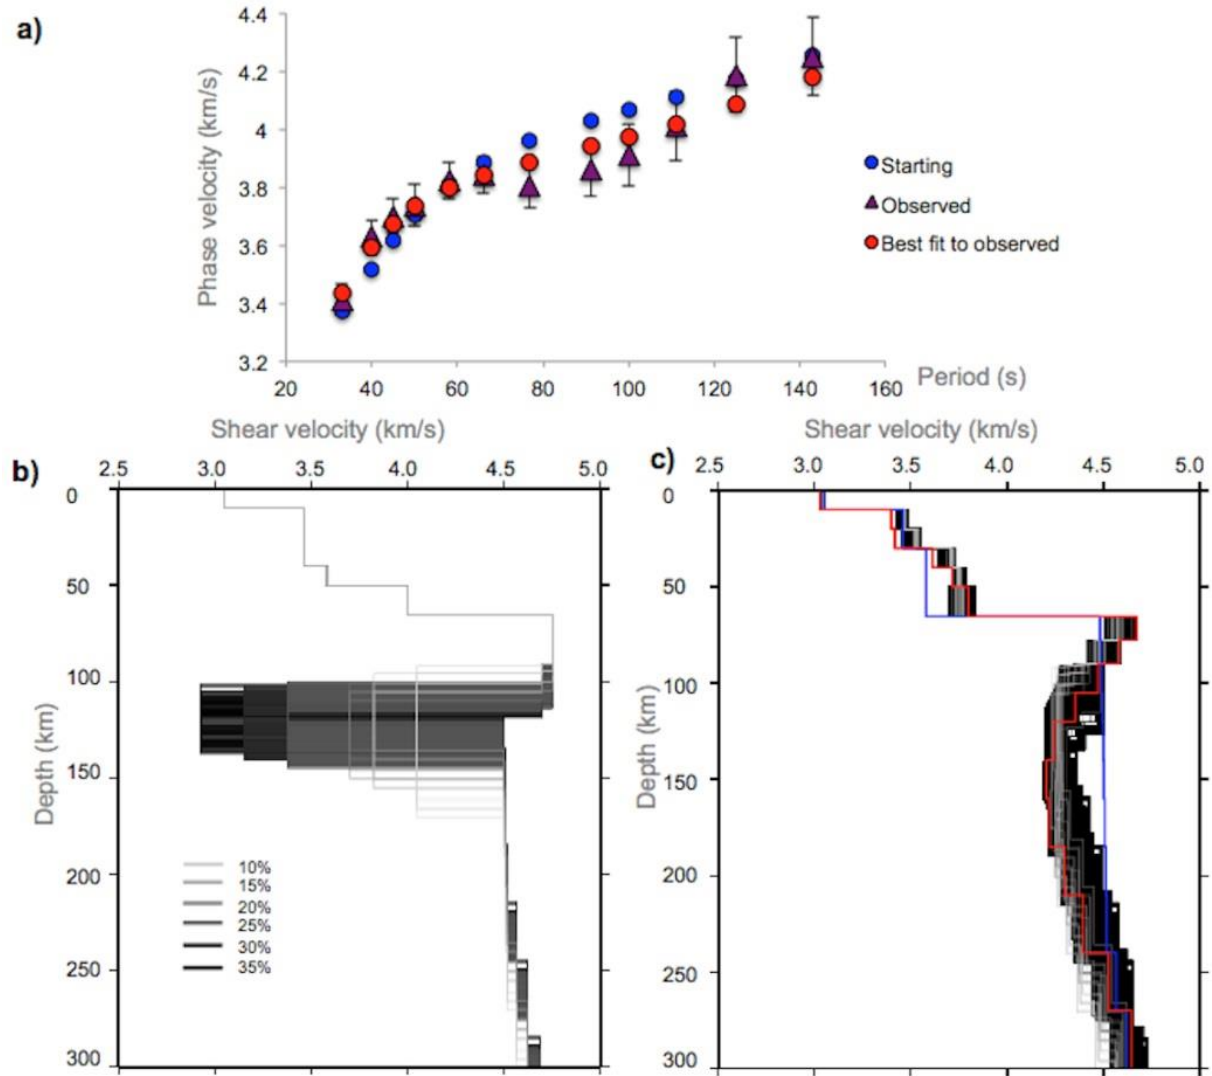 a)
4.4
4.2
4
3.8
3.6
3.4
3.2
Phase velocity (km/s)
20 40 60 80 100 120 140 160
Period (s)
Starting
Observed
Best fit to observed
b)
Shear velocity (km/s)
2.5 3.0 3.5 4.0 4.5 5.0
0
50
100
150
200
250
300
Depth (km)
10%
15%
20%
25%
30%
35%
c)
Shear velocity (km/s)
2.5 3.0 3.5 4.0 4.5 5.0
0
50
100
150
200
250
300
Depth (km)